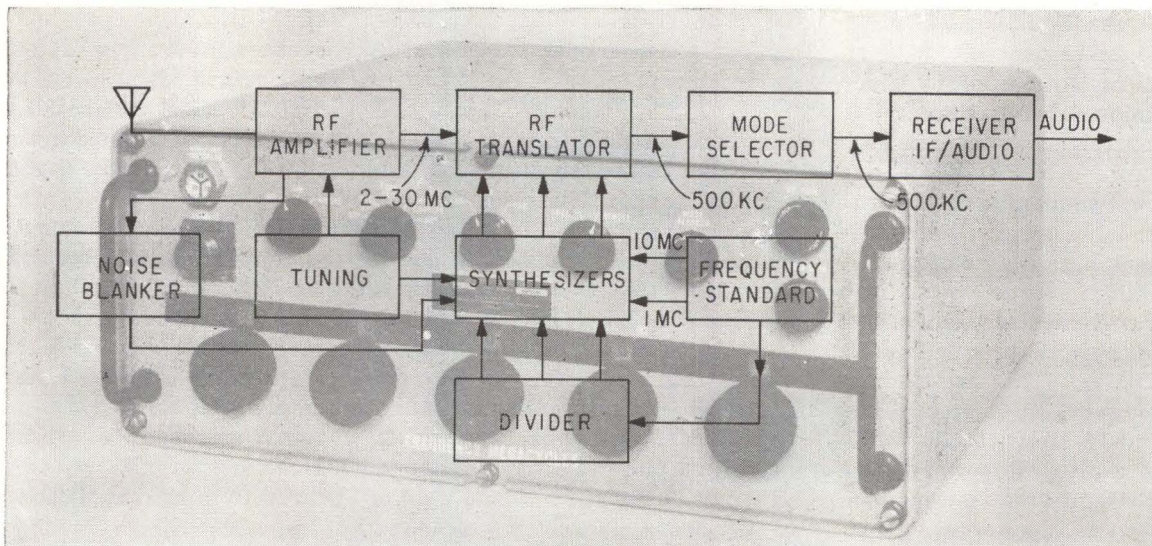 RF
AMPLIFIER
RF
TRANSLATOR
MODE
SELECTOR
RECEIVER
IF/AUDIO
AUDIO
2-30 MC
500 KC
500 KC
NOISE
BLANKER
TUNING
SYNTHESIZERS
10 MC
1 MC
FREQUENCY
STANDARD
DIVIDER